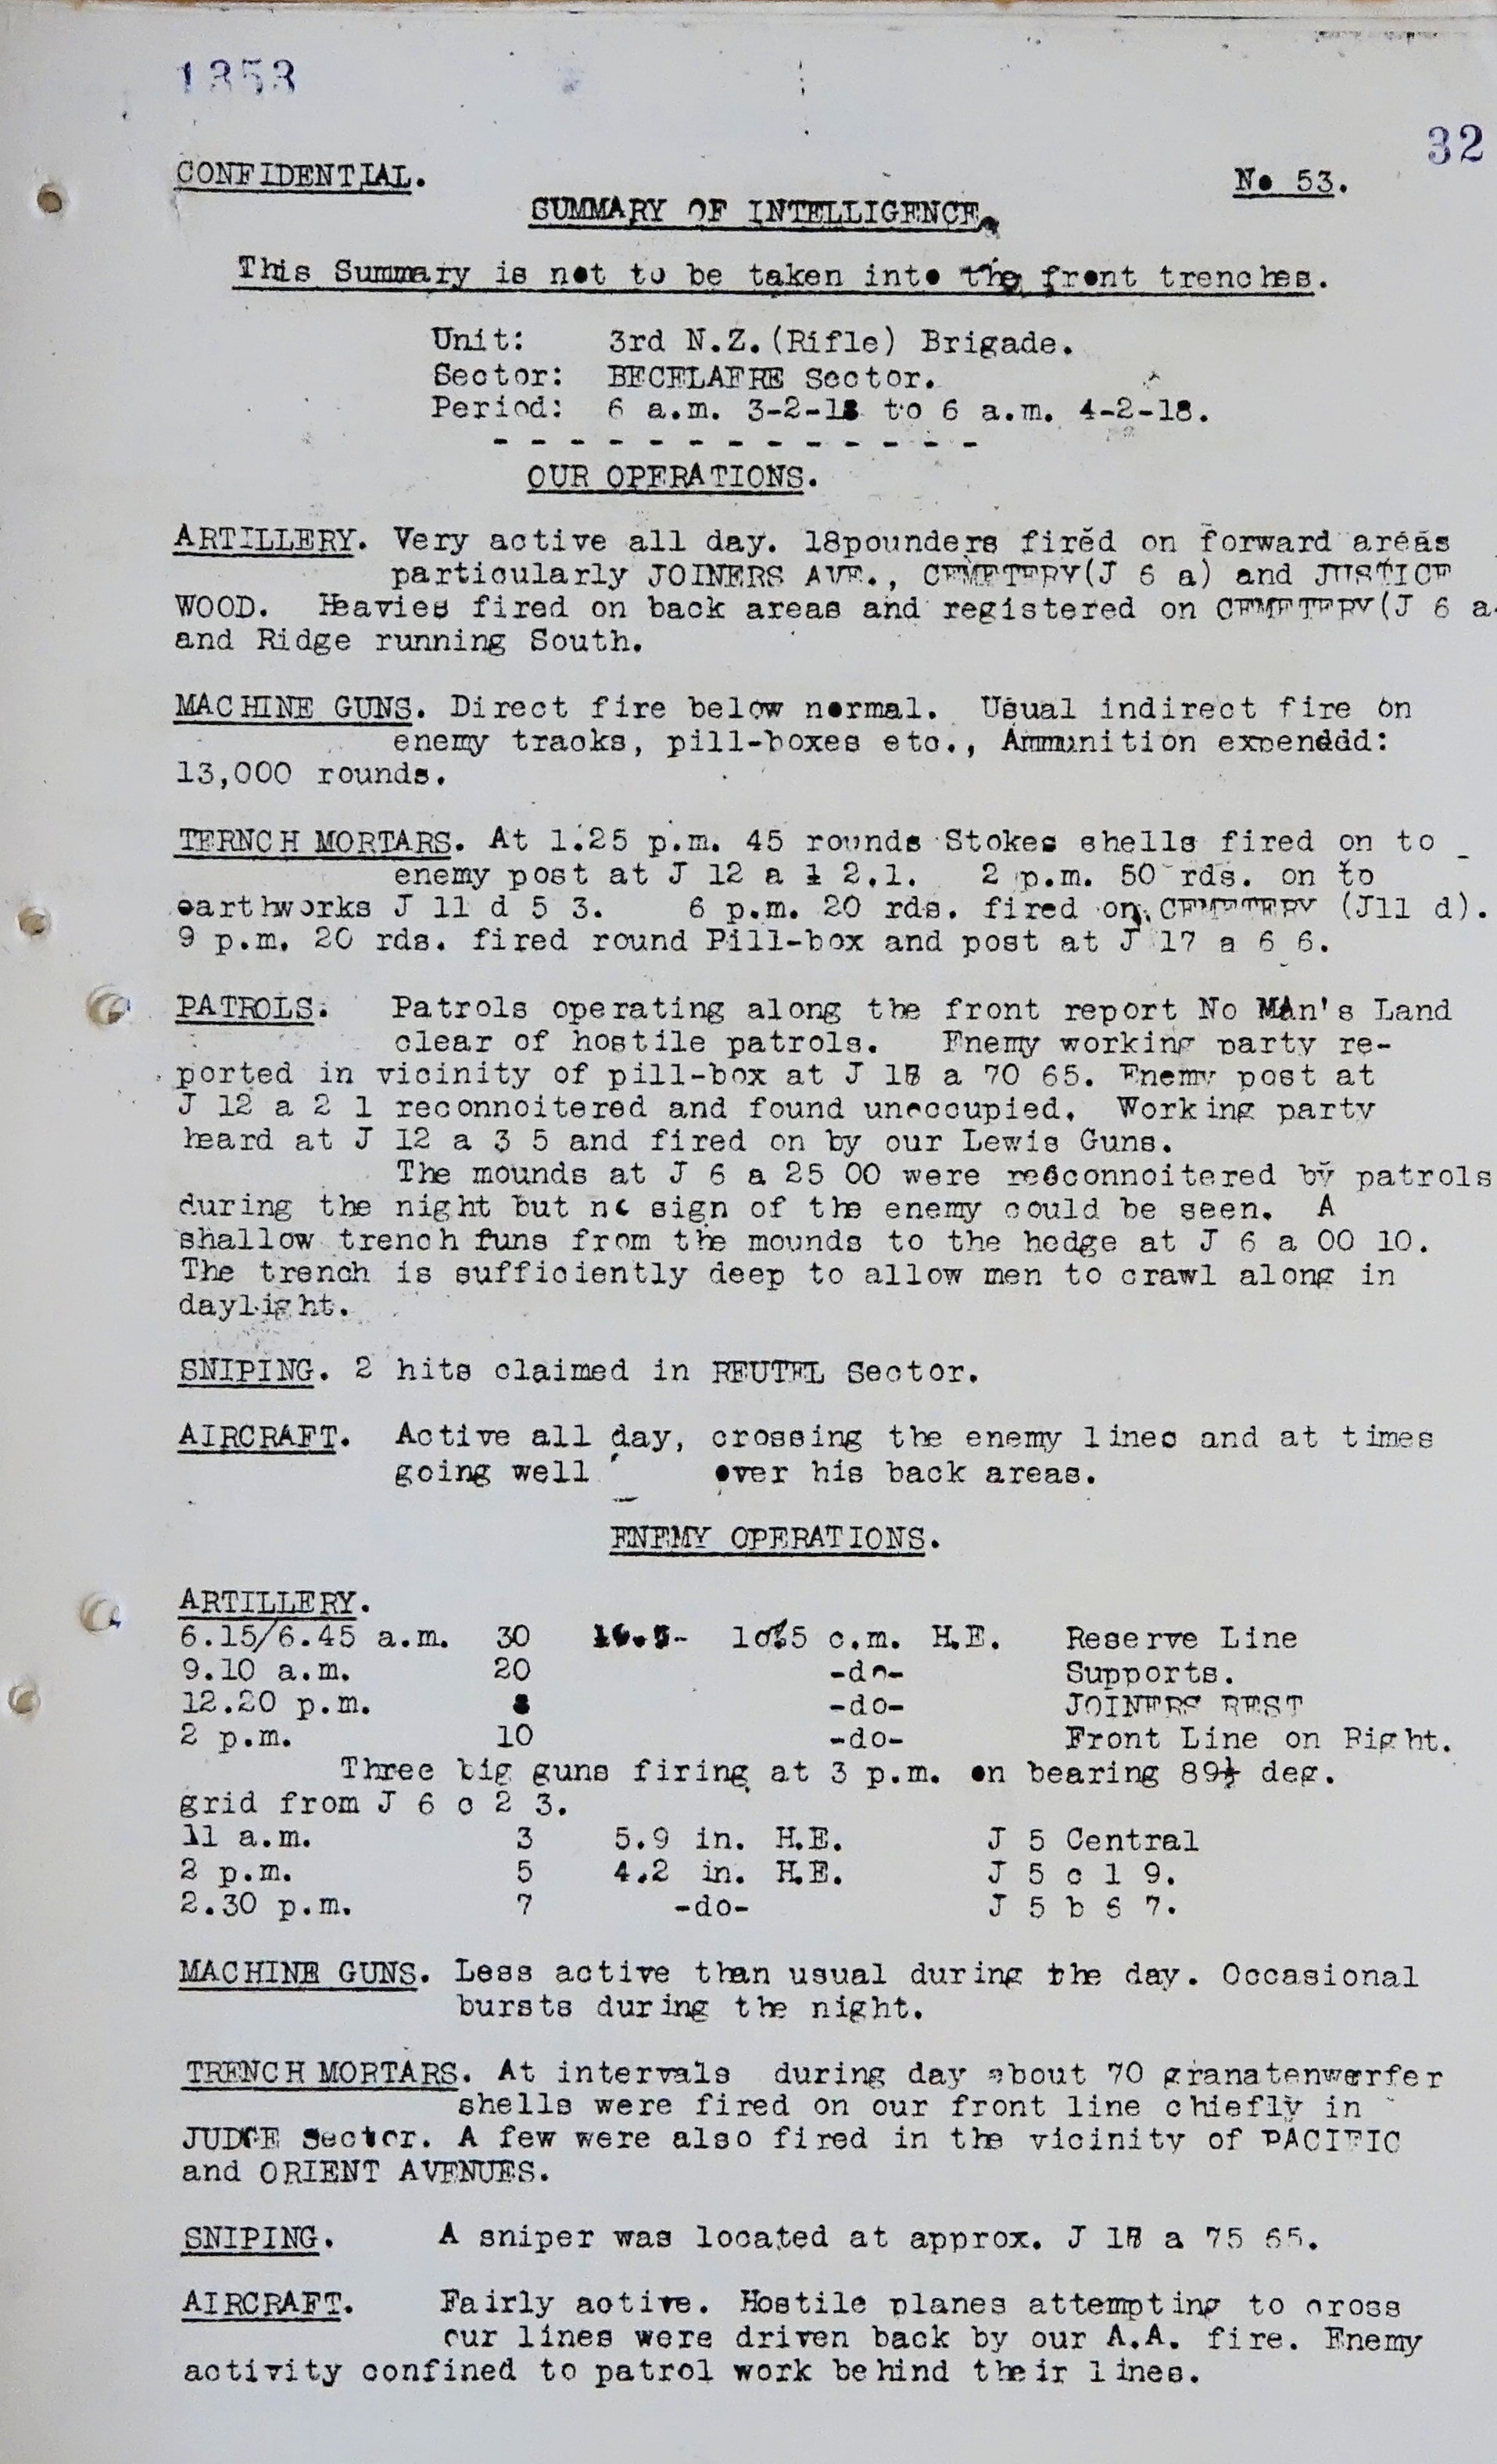 1353
32
CONFIDENTIAL. No 53.
SUMMARY OF INTELLIGENCE.
This Summary is not to be taken into the front trenches.
Unit: 3rd N.Z.(Rifle) Brigade.
Sector: BECELAERE Sector.
Period: 6 a.m. 3-2-18 to 6 a.m. 4-2-18.
- - - - - - - - - - - - - -
OUR OPERATIONS.
ARTILLERY. Very active all day. 18pounders fired on forward areas
particularly JOINERS AVE., CEMETERY(J 6 a) and JUSTICE
WOOD. Heavies fired on back areas and registered on CEMETERY(J 6 a
and Ridge running South.
MACHINE GUNS. Direct fire below normal. Usual indirect fire on
enemy tracks, pill-boxes etc., Ammunition expenddd:
13,000 rounds.
TERNCH MORTARS. At 1.25 p.m. 45 rounds Stokes shells fired on to
enemy post at J 12 a 2.1. 2 p.m. 50 rds. on to
earthworks J 11 d 5 3. 6 p.m. 20 rds. fired on CEMETERY (J11 d).
9 p.m. 20 rds. fired round Pill-box and post at J 17 a 6 6.
PATROLS. Patrols operating along the front report No MAn's Land
clear of hostile patrols. Enemy working party re-
ported in vicinity of pill-box at J a 70 65. Enemy post at
J 12 a 2 1 reconnoitered and found unoccupied. Working party
heard at J 12 a 3 5 and fired on by our Lewis Guns.
The mounds at J 6 a 25 00 were reconnoitered by patrols
during the night but no sign of the enemy could be seen. A
shallow trench funs from the mounds to the hedge at J 6 a 00 10.
The trench is sufficiently deep to allow men to crawl along in
daylight.
SNIPING. 2 hits claimed in REUTEL Sector.
AIRCRAFT. Active all day, crossing the enemy lines and at times
going well over his back areas.
ENEMY OPERATIONS.
ARTILLERY.
6.15/6.45 a.m. 30 10.5 c.m. H.E. Reserve Line
9.10 a.m. 20 -do- Supports.
12.20 p.m. 8 -do- JOINERS REST
2 p.m. 10 -do- Front Line on Right.
Three big guns firing at 3 p.m. on bearing 89½ deg.
grid from J 6 c 2 3.
11 a.m. 3 5.9 in. H.E. J 5 Central
2 p.m. 5 4.2 in. H.E. J 5 c 1 9.
2.30 p.m. 7 -do- J 5 b 6 7.
MACHINE GUNS. Less active than usual during the day. Occasional
bursts during the night.
TRENCH MORTARS. At intervals during day about 70 granatenwerfer
shells were fired on our front line chiefly in
JUDGE Sector. A few were also fired in the vicinity of PACIFIC
and ORIENT AVENUES.
SNIPING. A sniper was located at approx. J a 75 65.
AIRCRAFT. Fairly active. Hostile planes attempting to cross
our lines were driven back by our A.A. fire. Enemy
activity confined to patrol work behind their lines.